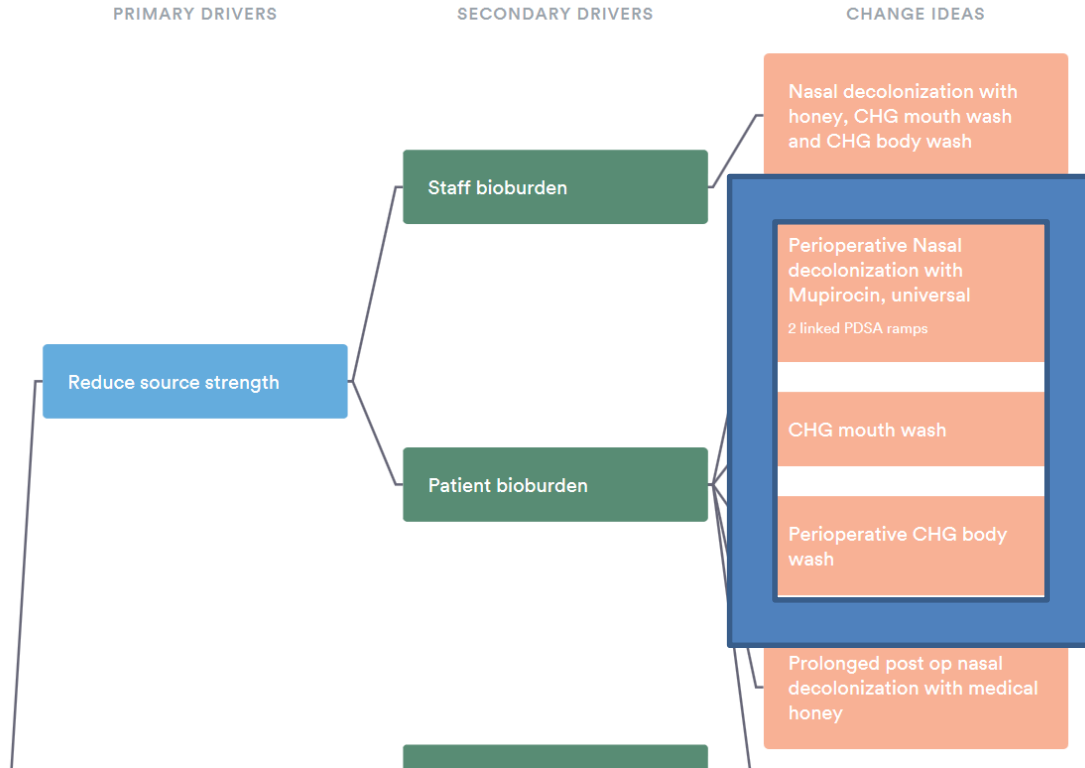 PRIMARY DRIVERS
SECONDARY DRIVERS
CHANGE IDEAS
Nasal decolonization with
honey, CHG mouth wash
and CHG body wash
Staff bioburden
Perioperative Nasal
decolonization with
Mupirocin, universal
2 linked PDSA ramps
Reduce source strength
CHG mouth wash
Patient bioburden
Perioperative CHG body
wash
Prolonged post op nasal
decolonization with medical
honey